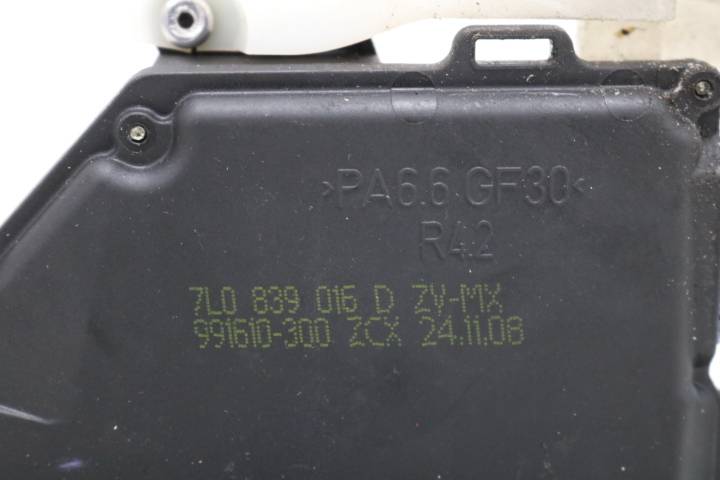 >PA6.6 GF30<
R4.2
7L0 839 016 D ZV-MX
991610-300 ZCX 24.11.08